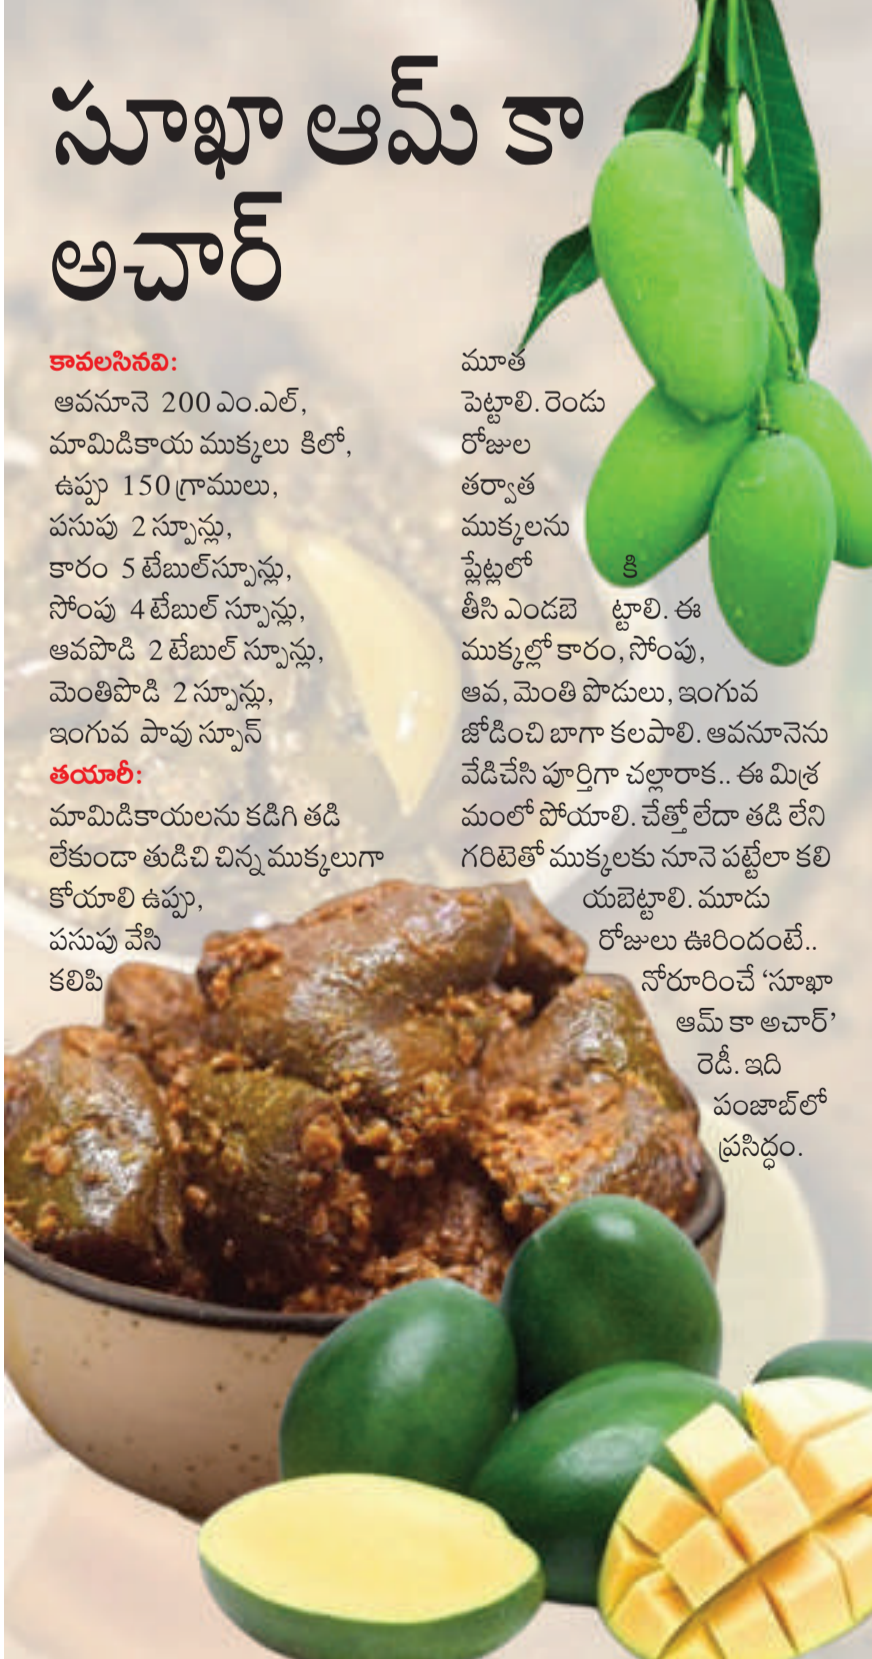 సూఖా ఆమ్ కా
అచార్
కావలసినవి:
ఆవనూనె 200 ఎం.ఎల్,
మామిడికాయ ముక్కలు కిలో,
ఉప్పు 150 గ్రాములు,
పసుపు 2 స్పూన్లు,
కారం 5 టేబుల్‌స్పూన్లు,
సోంపు 4 టేబుల్ స్పూన్లు,
ఆవపొడి 2 టేబుల్ స్పూన్లు,
మెంతిపొడి 2 స్పూన్లు,
ఇంగువ పావు స్పూన్
తయారీ:
మామిడికాయలను కడిగి తడి
లేకుండా తుడిచి చిన్న ముక్కలుగా
కోయాలి ఉప్పు,
పసుపు వేసి
కలిపి
మూత
పెట్టాలి. రెండు
రోజుల
తర్వాత
ముక్కలను
ప్లేట్లలో కి
తీసి ఎండబె ట్టాలి. ఈ
ముక్కల్లో కారం, సోంపు,
ఆవ, మెంతి పొడులు, ఇంగువ
జోడించి బాగా కలపాలి. ఆవనూనెను
వేడిచేసి పూర్తిగా చల్లారాక.. ఈ మిశ్ర
మంలో పోయాలి. చేత్తో లేదా తడి లేని
గరిటెతో ముక్కలకు నూనె పట్టేలా కలి
యబెట్టాలి. మూడు
రోజులు ఊరిందంటే..
నోరూరించే ‘సూఖా
ఆమ్ కా అచార్’
రెడీ. ఇది
పంజాబ్‌లో
ప్రసిద్ధం.